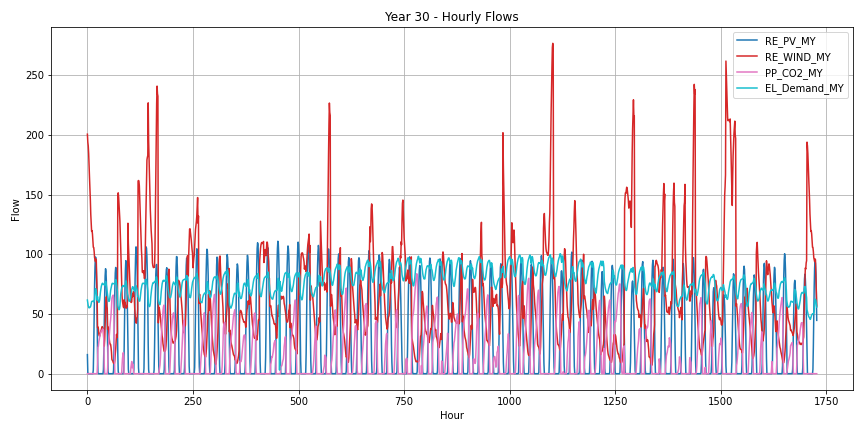 Year 30 - Hourly Flows
RE_PV_MY
RE_WIND_MY
PP_CO2_MY
EL_Demand_MY
250
200
150
100
50
0
Flow
0
250
500
750
1000
1250
1500
1750
Hour